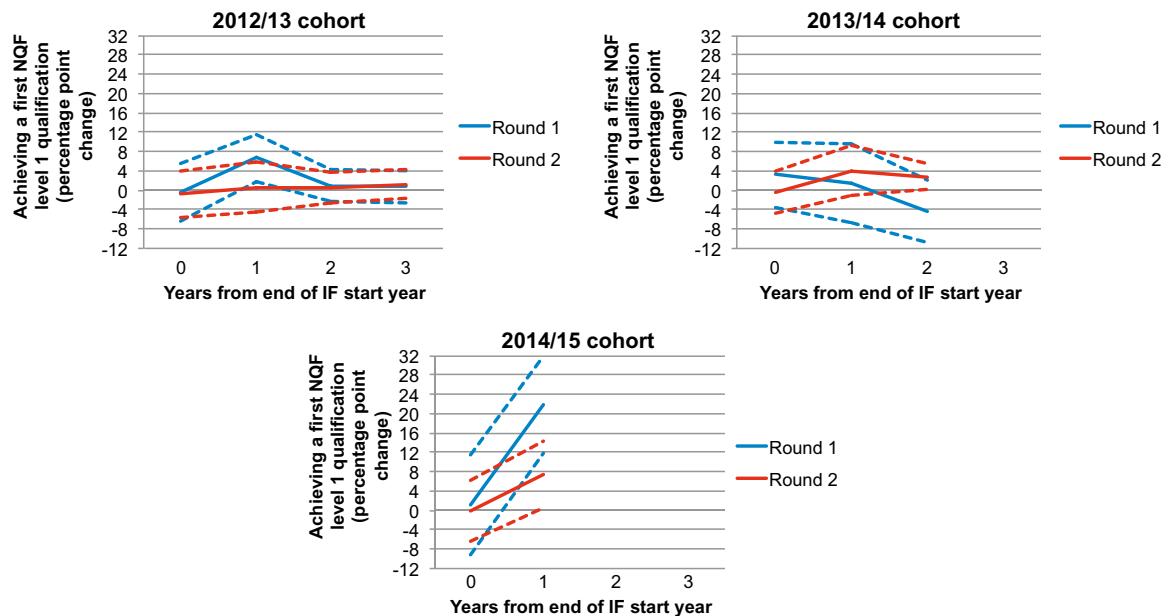 2012/13 cohort
Achieving a first NQF
level 1 qualification
(percentage point
change)
32
28
24
20
16
12
8
4
0
-4
-8
-12
0 1 2 3
Years from end of IF start year
Round 1
Round 2
2013/14 cohort
Achieving a first NQF
level 1 qualification
(percentage point
change)
32
28
24
20
16
12
8
4
0
-4
-8
-12
0 1 2 3
Years from end of IF start year
Round 1
Round 2
2014/15 cohort
Achieving a first NQF
level 1 qualification
(percentage point
change)
32
28
24
20
16
12
8
4
0
-4
-8
-12
0 1 2 3
Years from end of IF start year
Round 1
Round 2